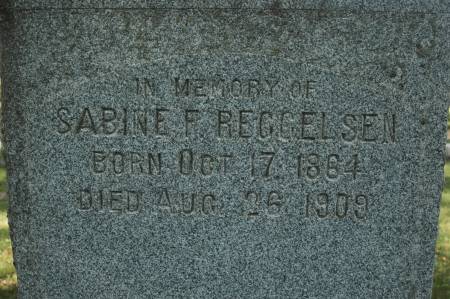 IN MEMORY OF
SABINE F. REGGELSEN
BORN OCT. 17. 1864
DIED AUG. 26. 1909